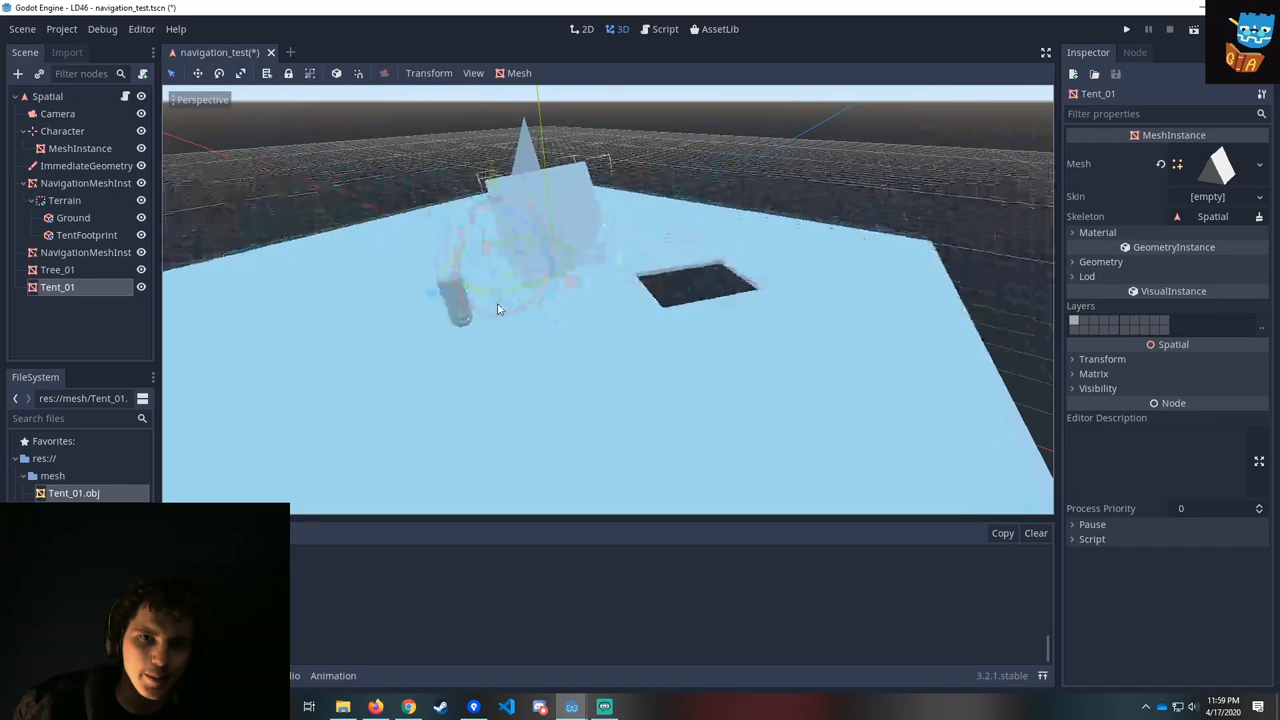 Godot Engine - LD46 - navigation_test.tscn (*)
Scene Project Debug Editor Help
2D 3D Script AssetLib
Scene Import
navigation_test(*)
Inspector Node
Filter nodes
Transform View Mesh
Perspective
Spatial
Camera
Character
MeshInstance
ImmediateGeometry
NavigationMeshInst
Terrain
Ground
TentFootprint
NavigationMeshInst
Tree_01
Tent_01
FileSystem
res://mesh/Tent_01.
Search files
Favorites:
res://
mesh
Tent_01.obj
Tent_01
Filter properties
MeshInstance
Mesh
Skin [empty]
Skeleton Spatial
Material
GeometryInstance
Geometry
Lod
VisualInstance
Layers
..
Spatial
Transform
Matrix
Visibility
Node
Editor Description
Process Priority 0
Pause
Script
Copy Clear
dio Animation
3.2.1.stable
11:59 PM
4/17/2020
Q A